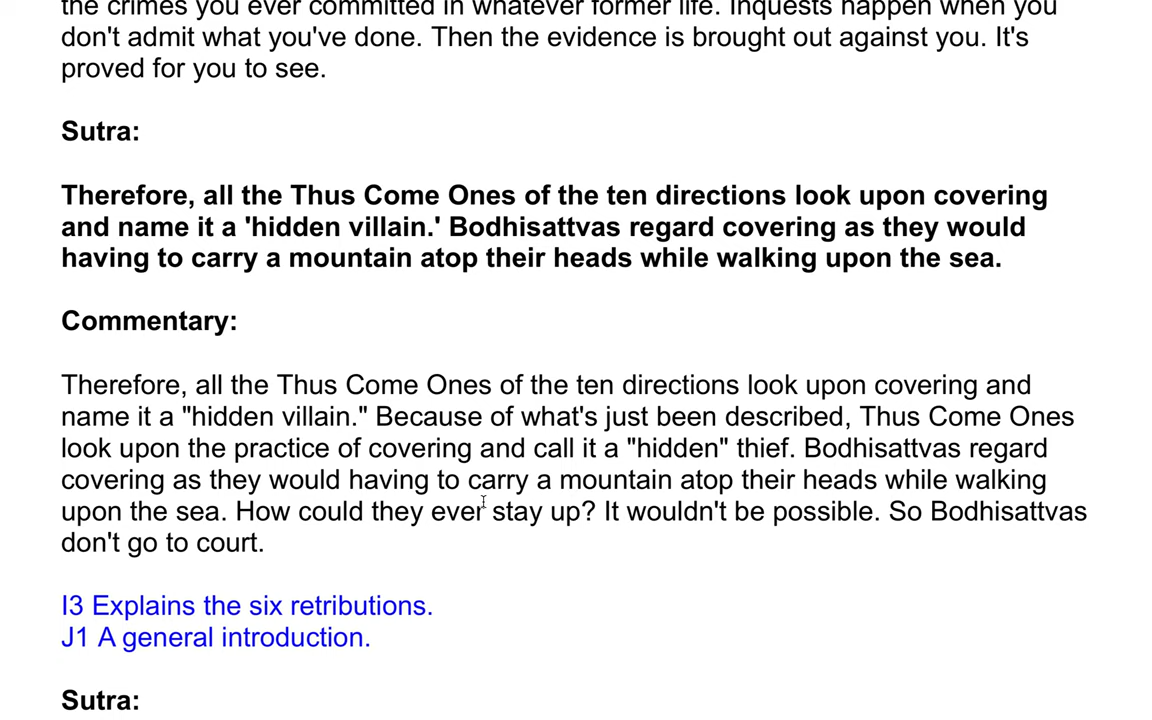 the crimes you ever committed in whatever former life. Inquests happen when you
don't admit what you've done. Then the evidence is brought out against you. It's
proved for you to see.
Sutra:
Therefore, all the Thus Come Ones of the ten directions look upon covering
and name it a 'hidden villain.' Bodhisattvas regard covering as they would
having to carry a mountain atop their heads while walking upon the sea.
Commentary:
Therefore, all the Thus Come Ones of the ten directions look upon covering and
name it a "hidden villain." Because of what's just been described, Thus Come Ones
look upon the practice of covering and call it a "hidden" thief. Bodhisattvas regard
covering as they would having to carry a mountain atop their heads while walking
upon the sea. How could they ever stay up? It wouldn't be possible. So Bodhisattvas
don't go to court.
I3 Explains the six retributions.
J1 A general introduction.
Sutra: